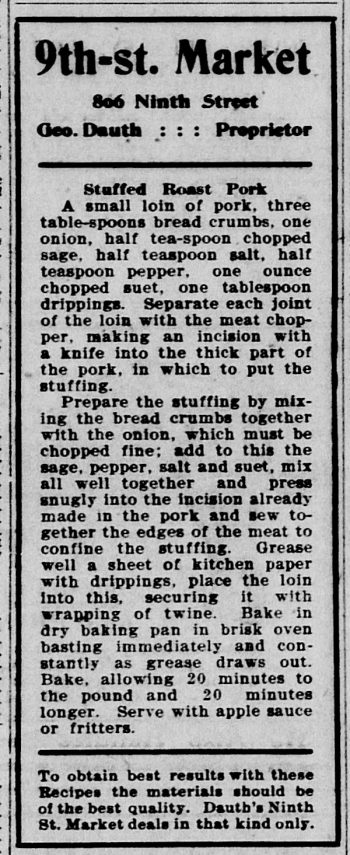 9th-st. Market
806 Ninth Street
Geo. Dauth : : : Proprietor
Stuffed Roast Pork
A small loin of pork, three
table-spoons bread crumbs, one
onion, half tea-spoon chopped
sage, half teaspoon salt, half
teaspoon pepper, one ounce
chopped suet, one tablespoon
drippings. Separate each joint
of the loin with the meat chop-
per, making an incision with
a knife into the thick part of
the pork, in which to put the
stuffing.
Prepare the stuffing by mix-
ing the bread crumbs together
with the onion, which must be
chopped fine; add to this the
sage, pepper, salt and suet, mix
all well together and press
snugly into the incision already
made in the pork and sew to-
gether the edges of the meat to
confine the stuffing. Grease
well a sheet of kitchen paper
with drippings, place the loin
into this, securing it with
wrapping of twine. Bake in
dry baking pan in brisk oven
basting immediately and con-
stantly as grease draws out.
Bake, allowing 20 minutes to
the pound and 20 minutes
longer. Serve with apple sauce
or fritters.
To obtain best results with these
Recipes the materials should be
of the best quality. Dauth's Ninth
St. Market deals in that kind only.